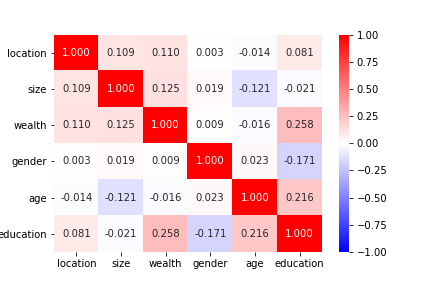 location 1.000 0.109 0.110 0.003 -0.014 0.081
size 0.109 1.000 0.125 0.019 -0.121 -0.021
wealth 0.110 0.125 1.000 0.009 -0.016 0.258
gender 0.003 0.019 0.009 1.000 0.023 -0.171
age -0.014 -0.121 -0.016 0.023 1.000 0.216
education 0.081 -0.021 0.258 -0.171 0.216 1.000
location size wealth gender age education
1.00
0.75
0.50
0.25
0.00
−0.25
−0.50
−0.75
−1.00